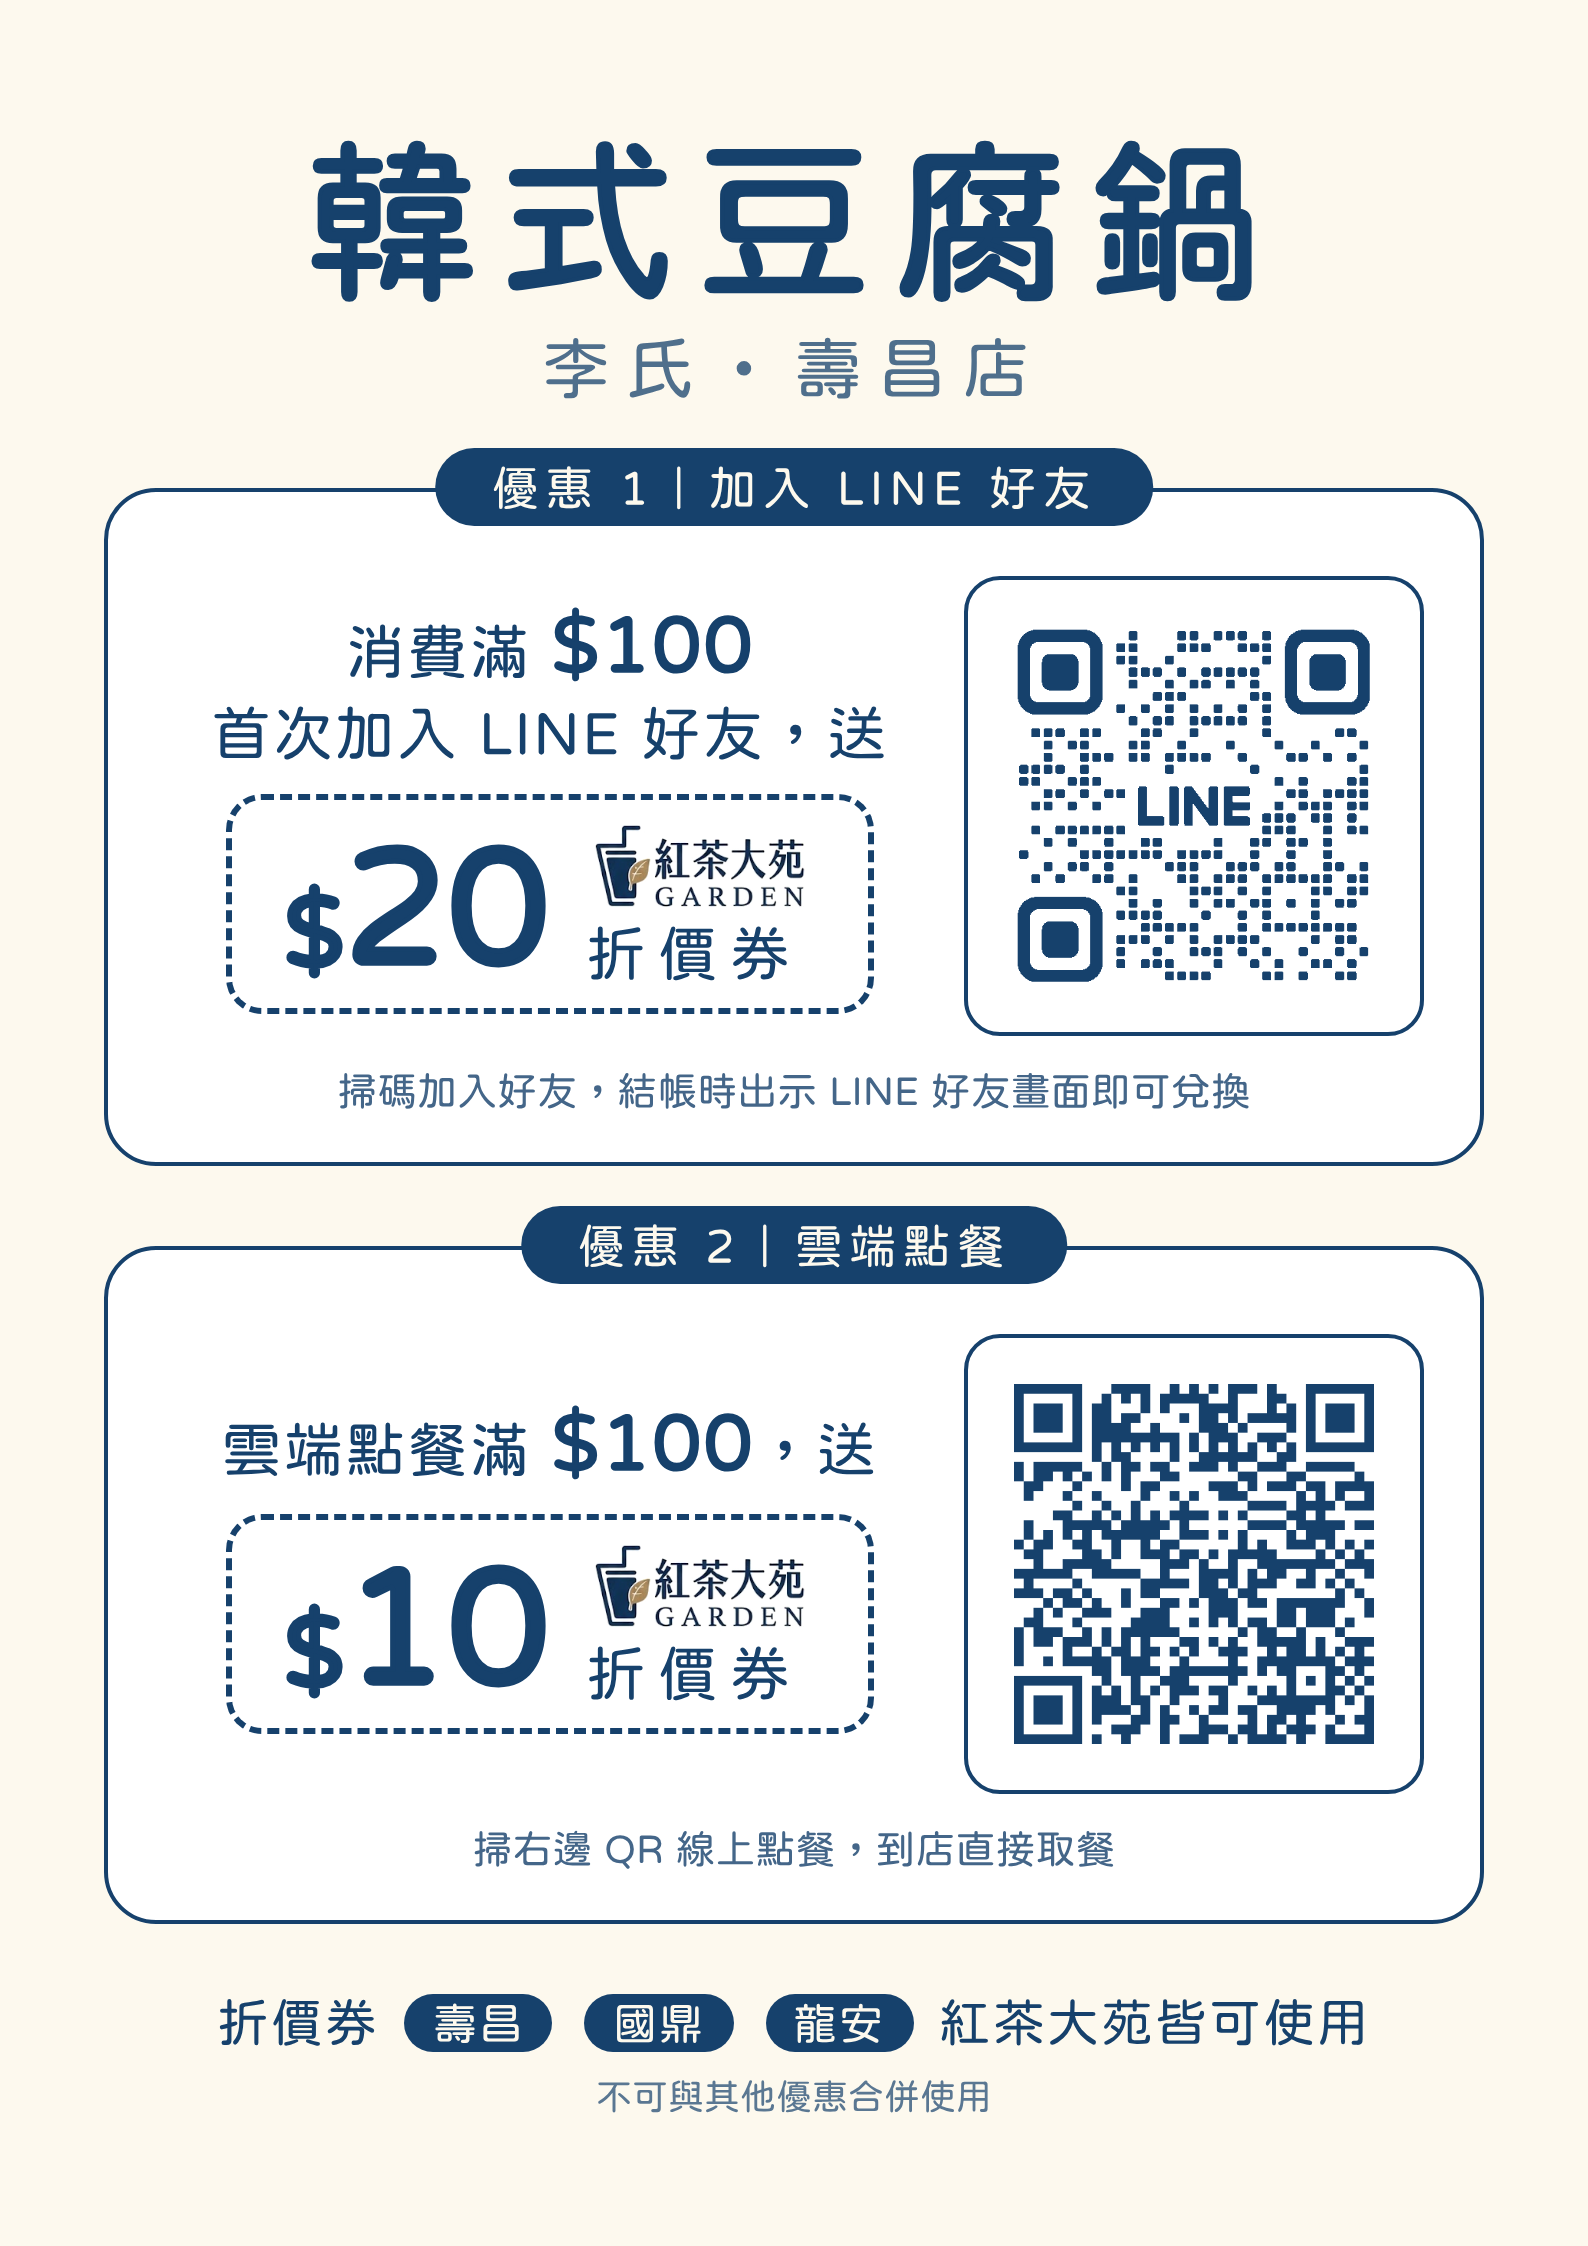 韓式豆腐鍋
李氏・壽昌店
優惠 1｜加入 LINE 好友
消費滿 $100
首次加入 LINE 好友，送
$20
紅茶大苑
GARDEN
折價券
LINE
掃碼加入好友，結帳時出示 LINE 好友畫面即可兌換
優惠 2｜雲端點餐
雲端點餐滿 $100，送
$10
紅茶大苑
GARDEN
折價券
掃右邊 QR 線上點餐，到店直接取餐
折價券 壽昌 國鼎 龍安 紅茶大苑皆可使用
不可與其他優惠合併使用